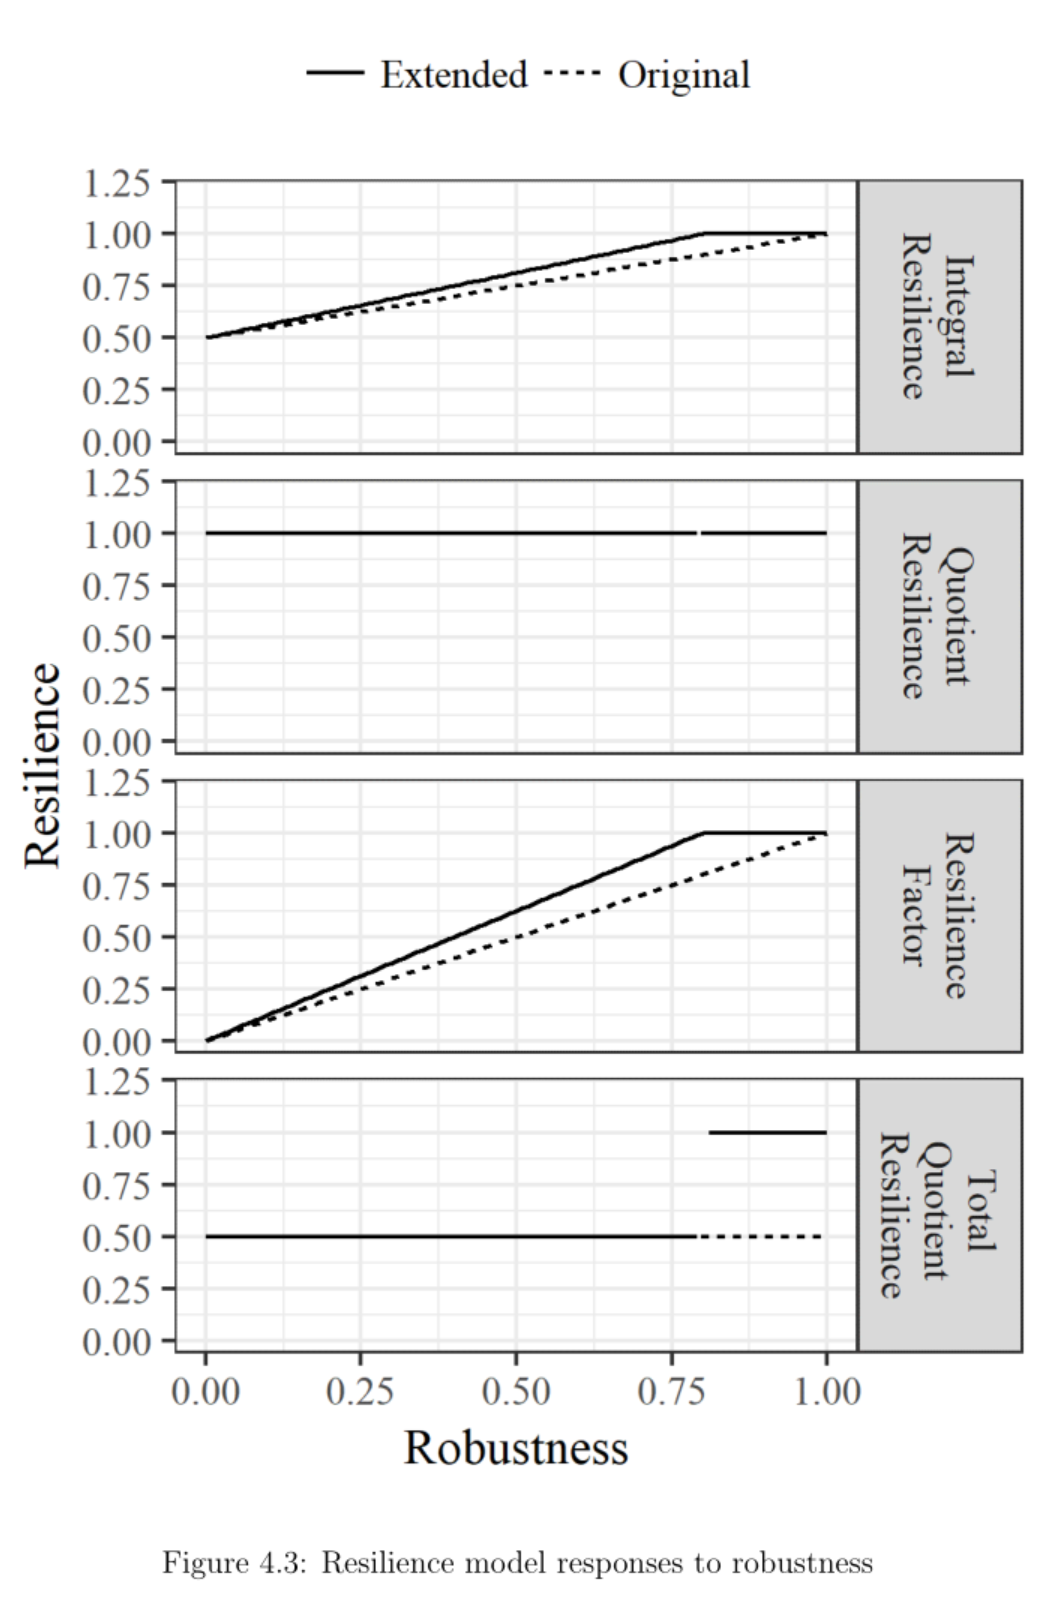 Extended Original
1.25
1.00
0.75
0.50
0.25
0.00
Integral
Resilience
1.25
1.00
0.75
0.50
0.25
0.00
Quotient
Resilience
1.25
1.00
0.75
0.50
0.25
0.00
Resilience
Factor
1.25
1.00
0.75
0.50
0.25
0.00
Total
Quotient
Resilience
Resilience
0.00 0.25 0.50 0.75 1.00
Robustness
Figure 4.3: Resilience model responses to robustness